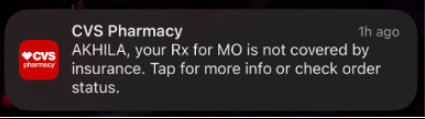 CVS Pharmacy
1h ago
♥CVS
pharmacy
AKHILA, your Rx for MO is not covered by
insurance. Tap for more info or check order
status.